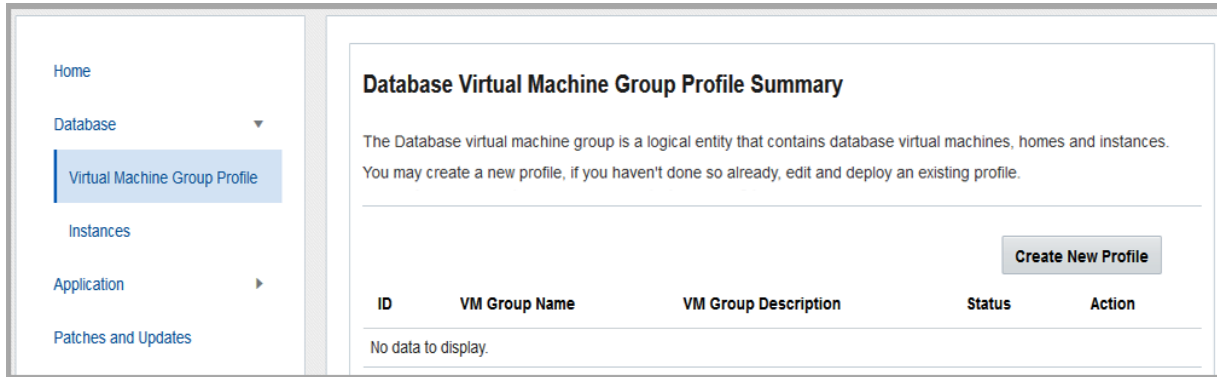 Home
Database
Virtual Machine Group Profile
Instances
Application
Patches and Updates
Database Virtual Machine Group Profile Summary
The Database virtual machine group is a logical entity that contains database virtual machines, homes and instances.
You may create a new profile, if you haven't done so already, edit and deploy an existing profile.
Create New Profile
ID VM Group Name VM Group Description Status Action
No data to display.